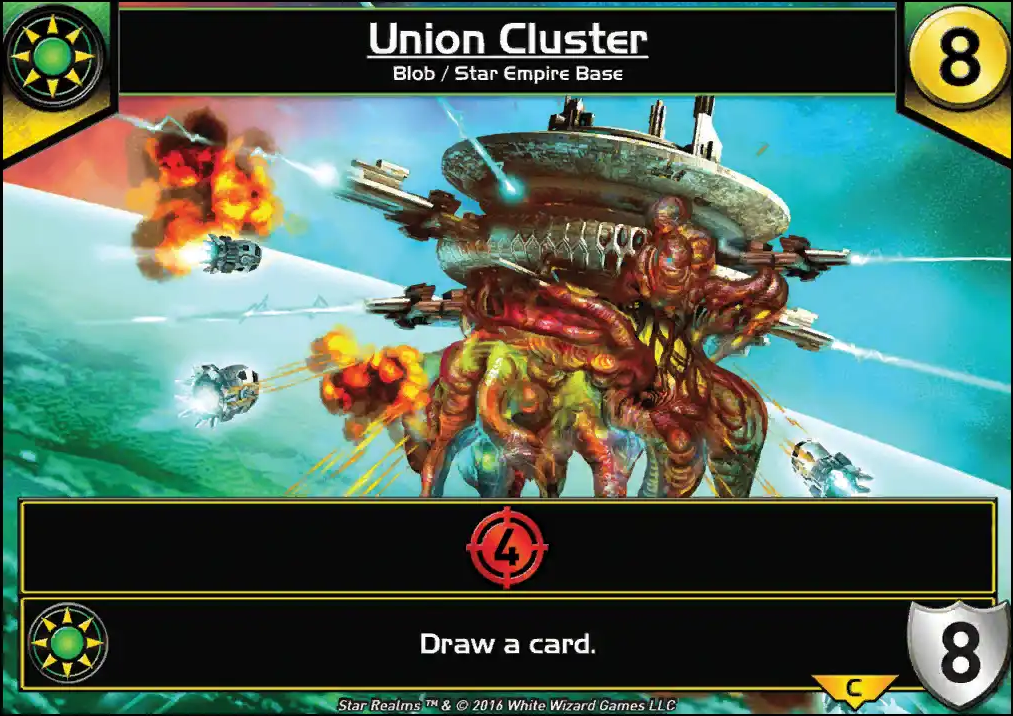 Union Cluster
8
Blob / Star Empire Base
4
Draw a card.
8
C
Star Realms ™ & © 2016 White Wizard Games LLC